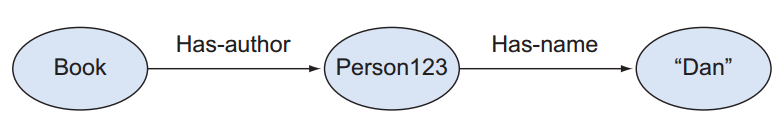 Has-author
Has-name
Book
Person123
“Dan”